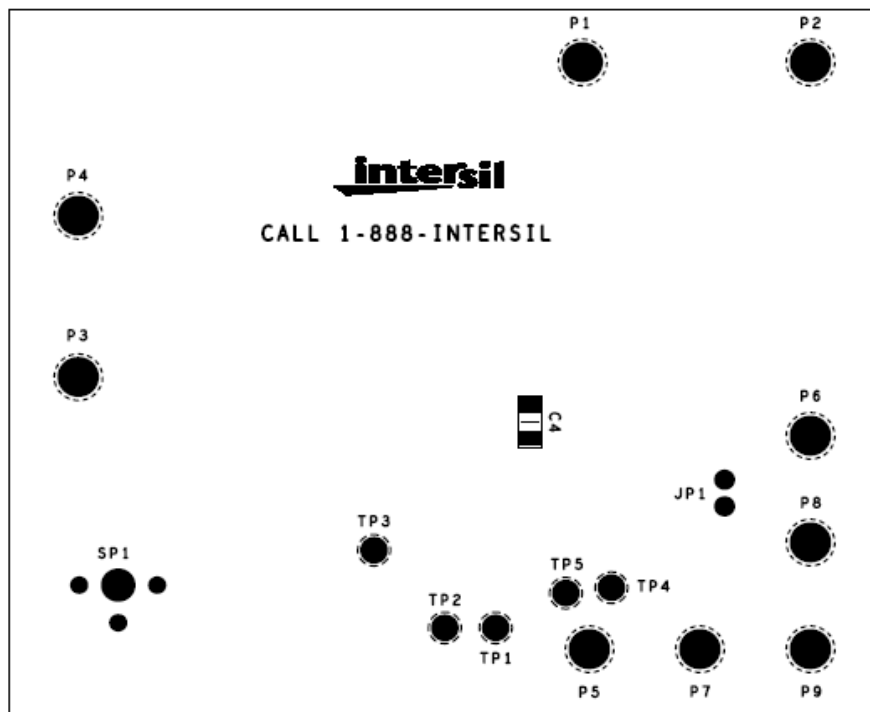 P1
P2
intersil
P4
CALL 1-888-INTERSIL
P3
P6
C4
JP1
P8
TP3
SP1
TP5
TP4
TP2
TP1
P5
P7
P9